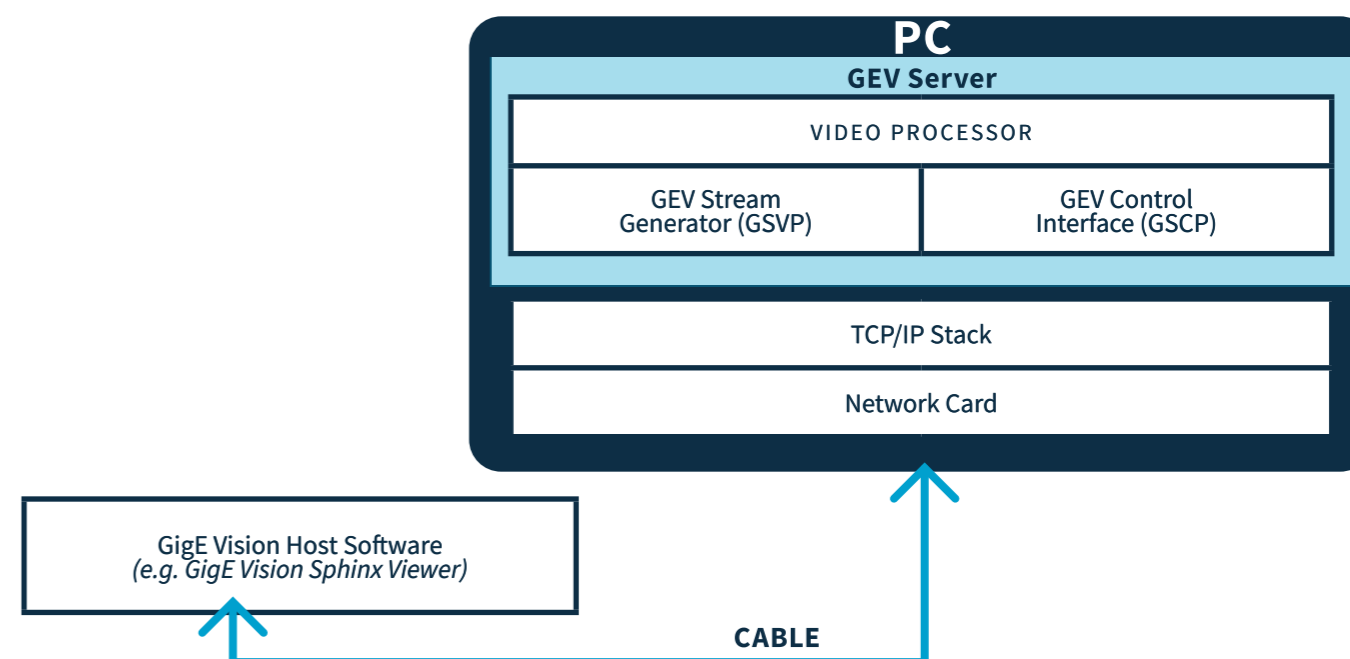 PC
GEV Server
VIDEO PROCESSOR
GEV Stream
Generator (GSVP)
GEV Control
Interface (GSCP)
TCP/IP Stack
Network Card
GigE Vision Host Software
(e.g. GigE Vision Sphinx Viewer)
CABLE